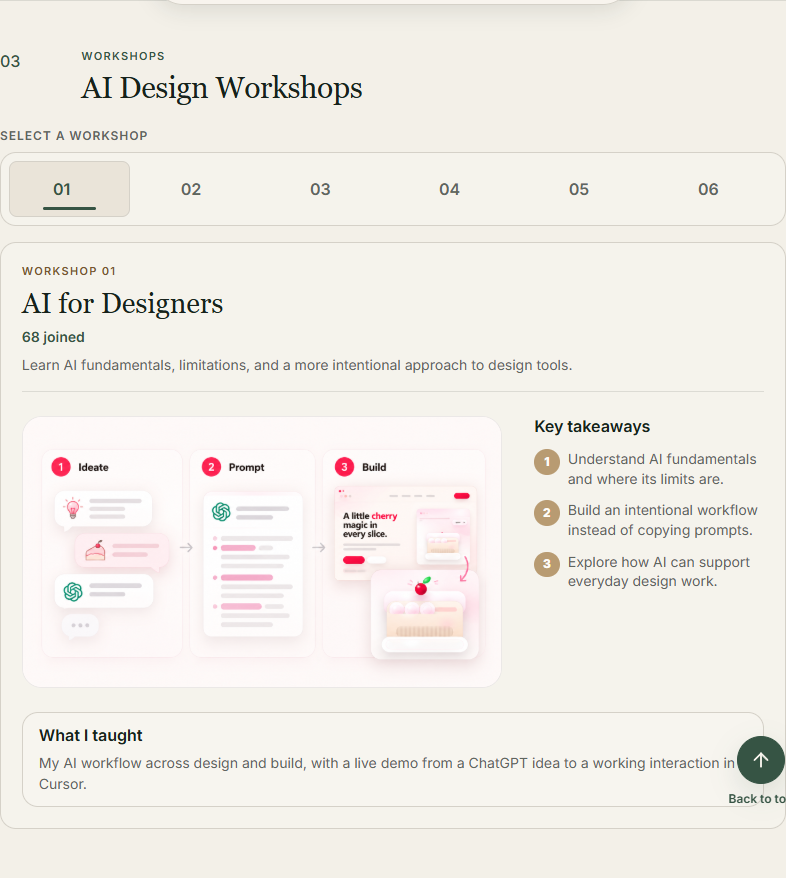 03
WORKSHOPS
AI Design Workshops
SELECT A WORKSHOP
01 02 03 04 05 06
WORKSHOP 01
AI for Designers
68 joined
Learn AI fundamentals, limitations, and a more intentional approach to design tools.
1 Ideate
2 Prompt
3 Build
A little cherry
magic in
every slice.
Key takeaways
1 Understand AI fundamentals
and where its limits are.
2 Build an intentional workflow
instead of copying prompts.
3 Explore how AI can support
everyday design work.
What I taught
My AI workflow across design and build, with a live demo from a ChatGPT idea to a working interaction in
Cursor.
Back to to